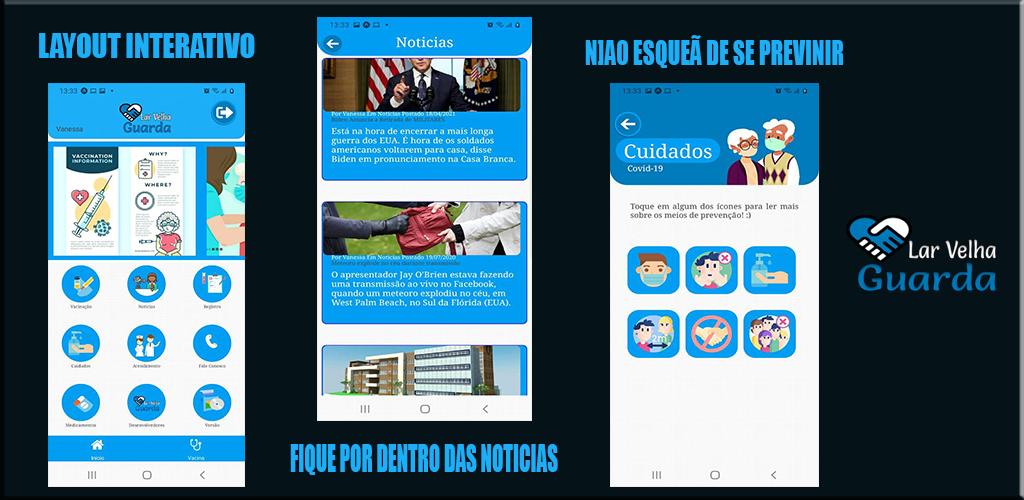 LAYOUT INTERATIVO
13:33
Vanessa
Lar Velha
Guarda
VACCINATION
INFORMATION
WHY?
WHERE?
Vacinação
Notícias
Registro
Cuidados
Atendimento
Fale Conosco
Medicamentos
Desenvolvedores
Versão
Início
Vacina
13:33
Noticias
Por Vanessa Em Noticias Postado 18/04/2021
Biden Anuncia a Retirada de MILITARES
Está na hora de encerrar a mais longa
guerra dos EUA. É hora de os soldados
americanos voltarem para casa, disse
Biden em pronunciamento na Casa Branca.
Por Vanessa Em Noticias Postado 19/07/2020
Meteoro explode no céu durante transmissão
O apresentador Jay O'Brien estava fazendo
uma transmissão ao vivo no Facebook,
quando um meteoro explodiu no céu, em
West Palm Beach, no Sul da Flórida (EUA).
FIQUE POR DENTRO DAS NOTICIAS
N]AO ESQUEÃ DE SE PREVINIR
13:33
Cuidados
Covid-19
Toque em algum dos ícones para ler mais
sobre os meios de prevenção! :)
2m
Lar Velha
Guarda